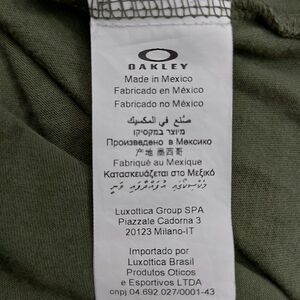 OAKLEY
Made in Mexico
Fabricado en México
Fabricado no México
صنع في المكسيك
מיוצר במקסיקו
Произведено в Мексико
产地 墨西哥
Fabriqué au Mexique
Κατασκευάζεται στο Μεξικό
Luxottica Group SPA
Piazzale Cadorna 3
20123 Milano-IT
Importado por
Luxottica Brasil
Produtos Oticos
e Esportivos LTDA
cnpj 04.692.027/0001-43